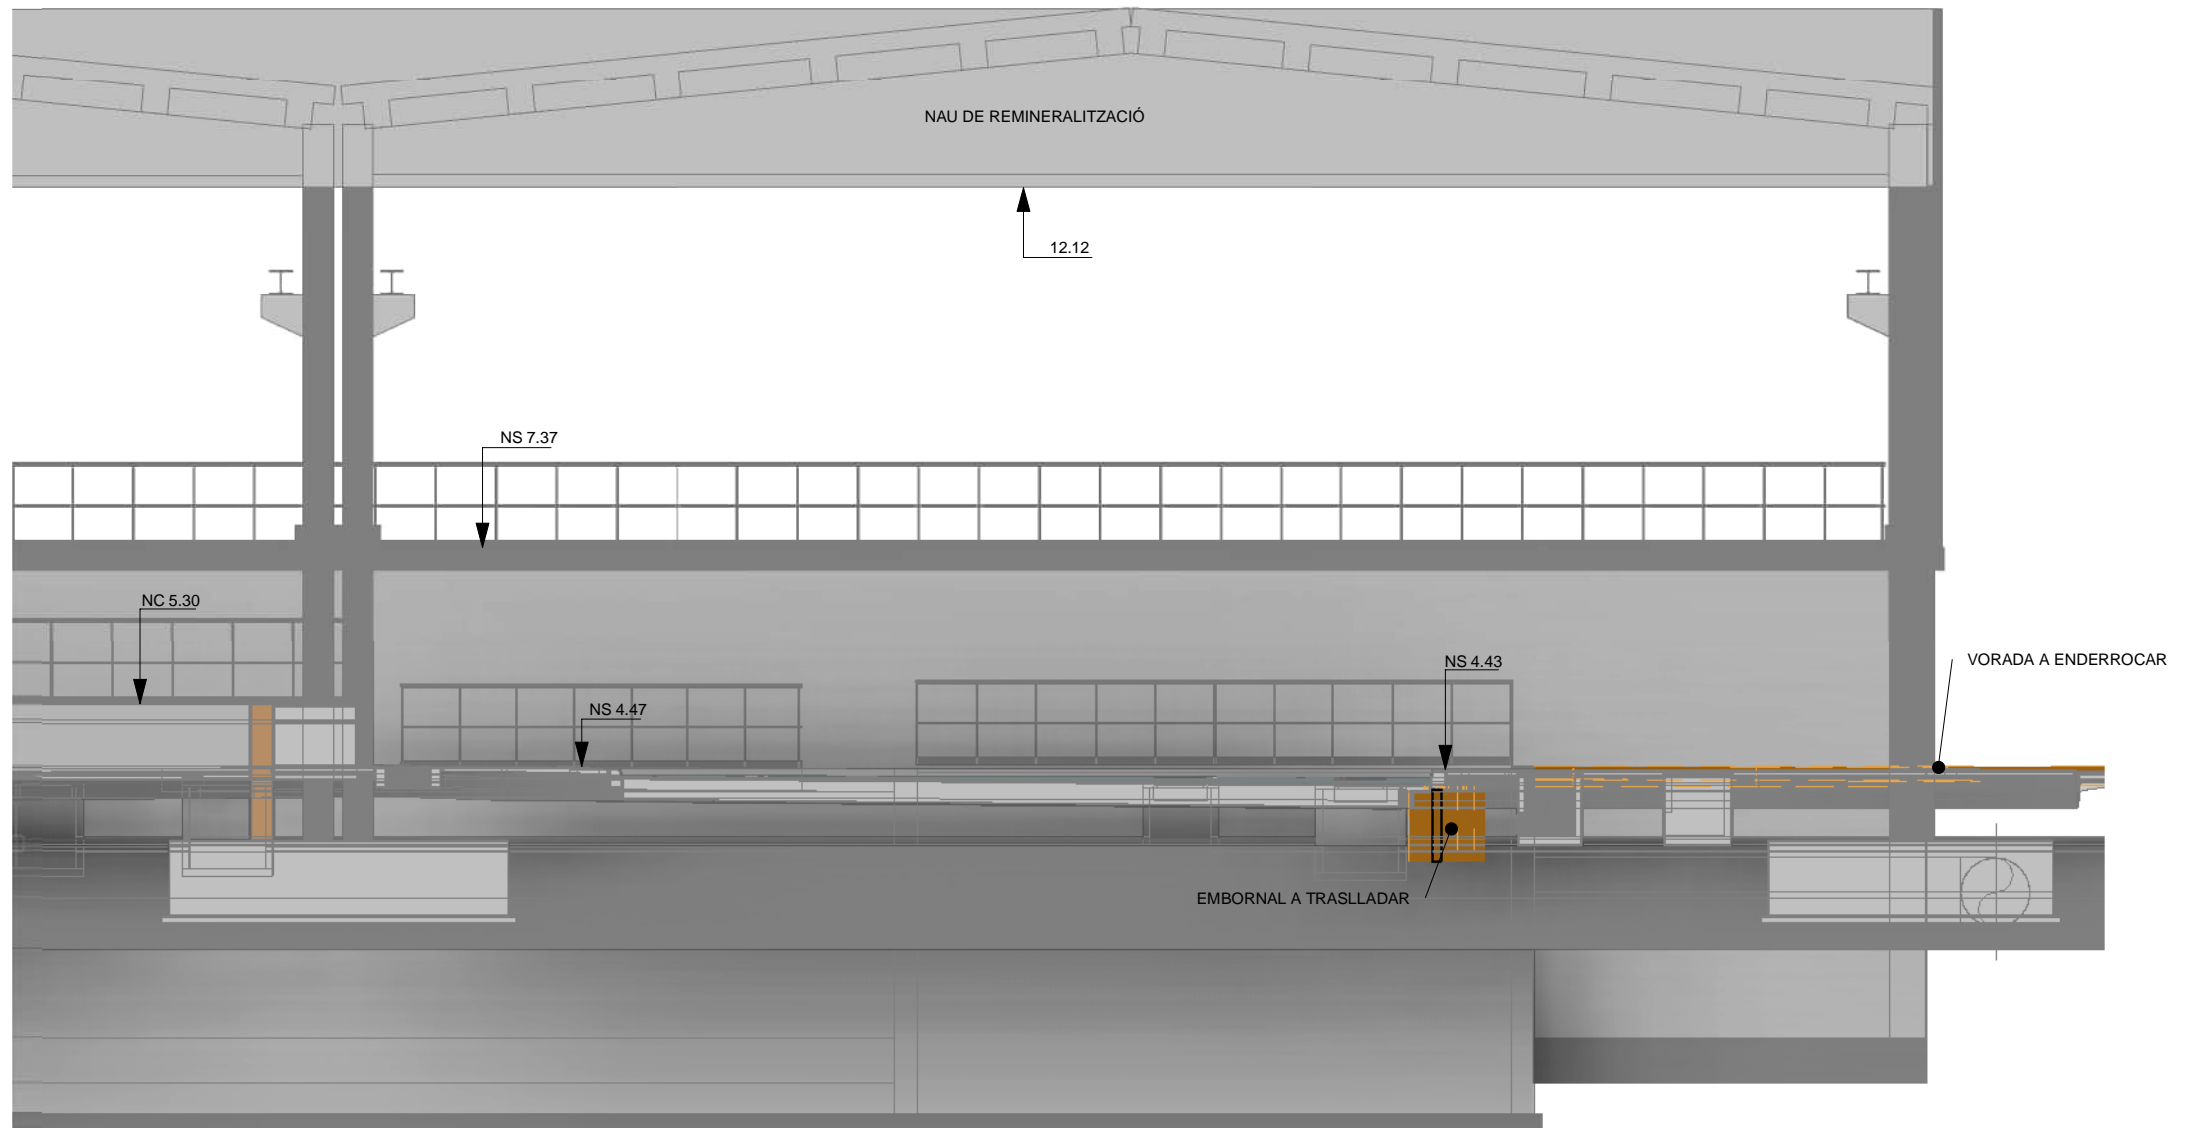 NAU DE REMINERALITZACIÓ
12.12
NS 7.37
NC 5.30
NS 4.43
VORADA A ENDERROCAR
NS 4.47
EMBORNAL A TRASLLADAR